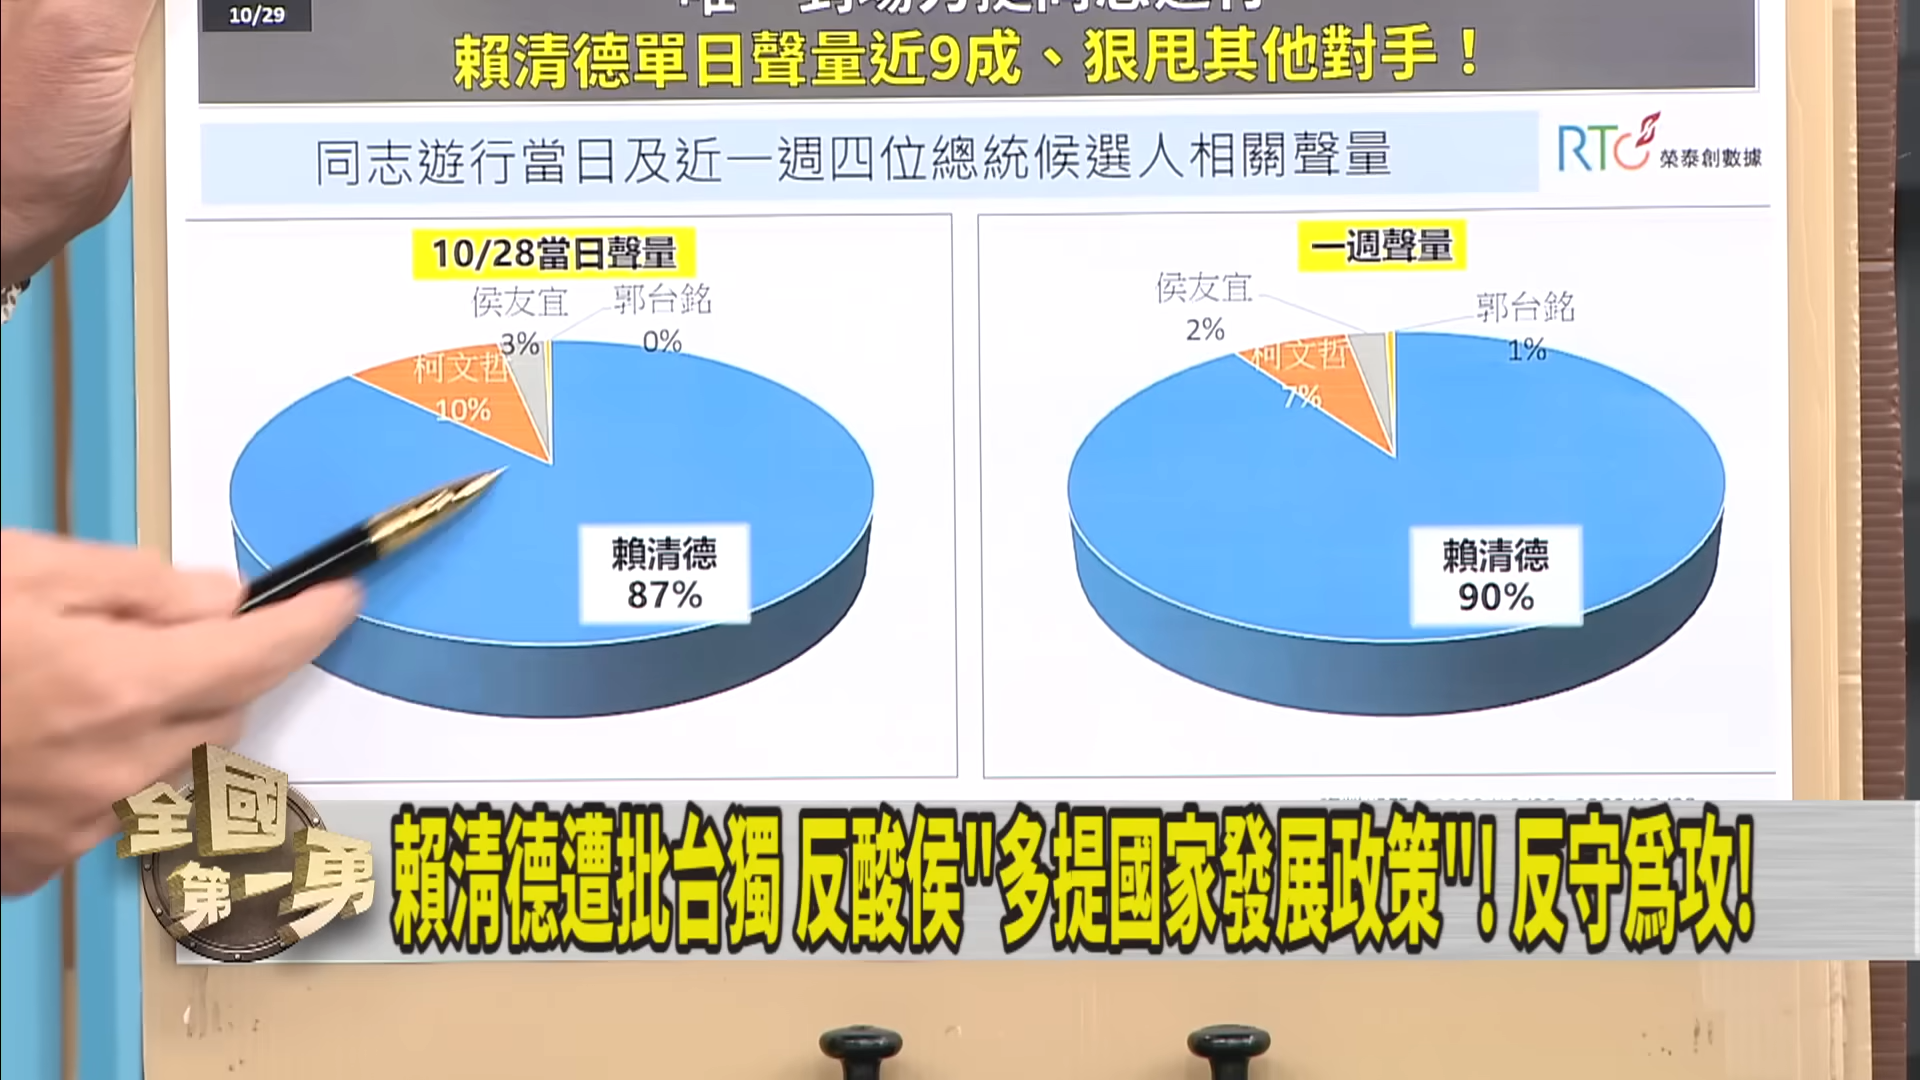 10/29
賴清德單日聲量近9成、狠甩其他對手!
同志遊行當日及近一週四位總統候選人相關聲量
RTC 榮泰創數據
10/28當日聲量
侯友宜
3%
郭台銘
0%
柯文哲
10%
賴清德
87%
一週聲量
侯友宜
2%
郭台銘
1%
柯文哲
7%
賴清德
90%
全國第一勇
賴清德遭批台獨 反酸侯"多提國家發展政策"! 反守為攻!